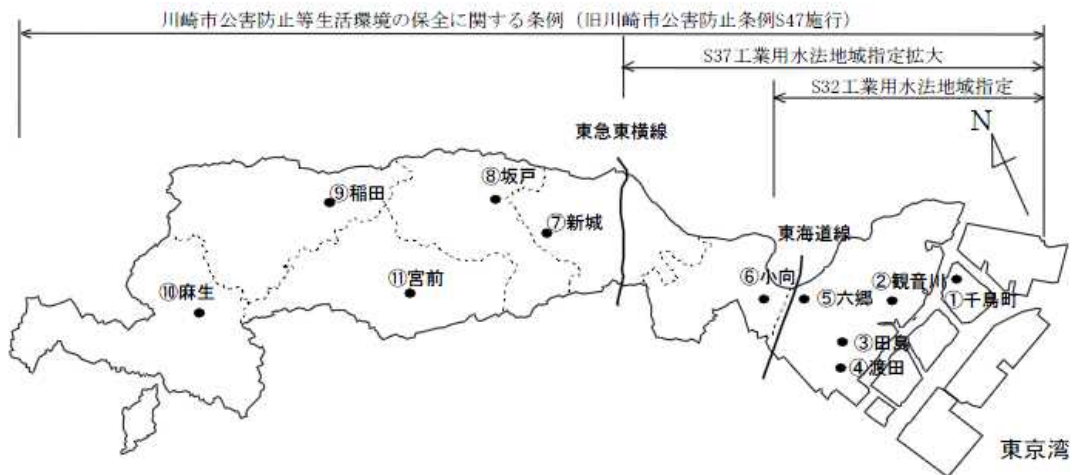 川崎市公害防止等生活環境の保全に関する条例（旧川崎市公害防止条例S47施行）
S37工業用水法地域指定拡大
S32工業用水法地域指定
東急東横線
N
⑧坂戸
⑨稲田
⑦新城
東海道線
⑥小向
②観音川
⑪宮前
⑩麻生
⑤六郷
①千鳥町
③田島
④渡田
東京湾